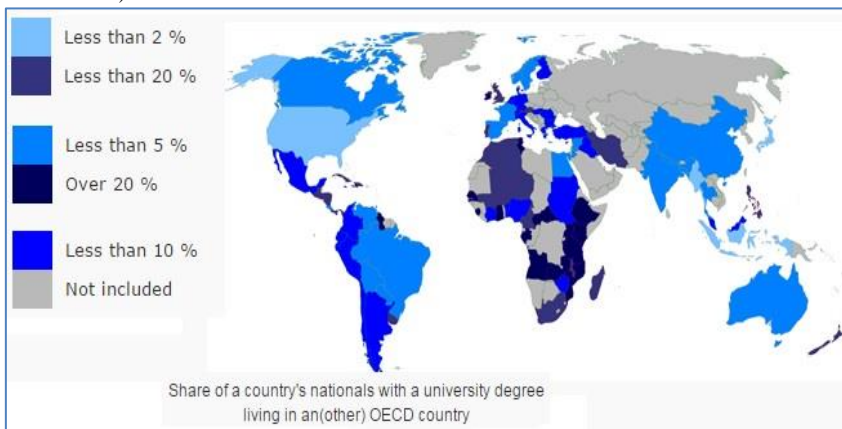 Less than 2 %
Less than 20 %
Less than 5 %
Over 20 %
Less than 10 %
Not included
Share of a country's nationals with a university degree
living in an(other) OECD country